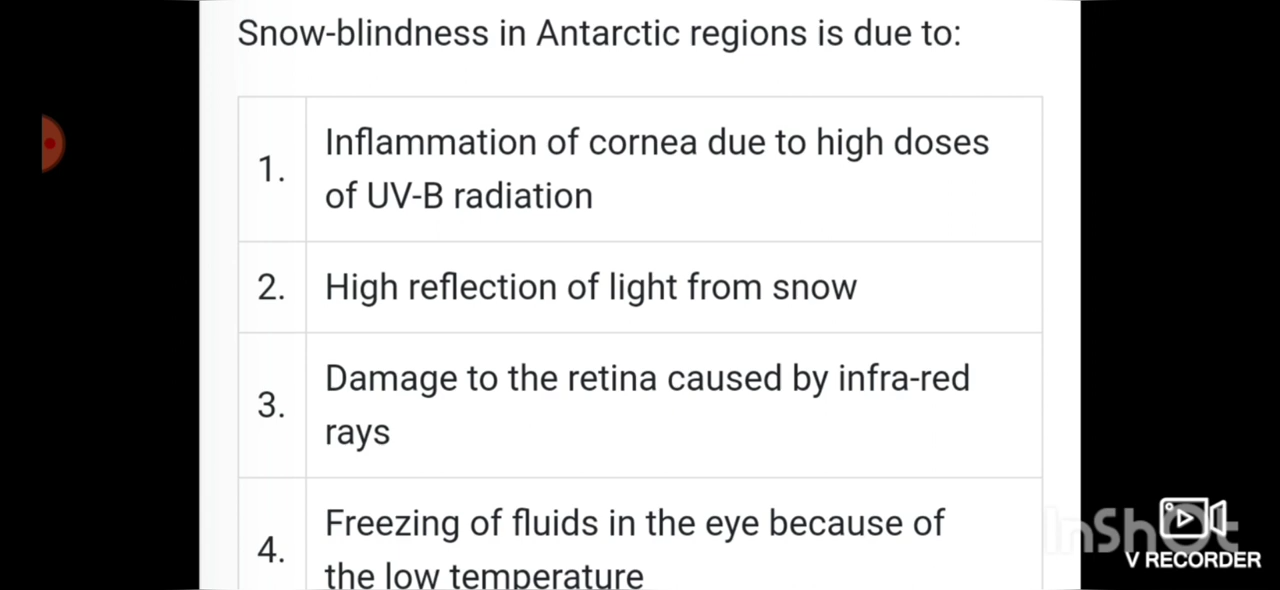 Snow-blindness in Antarctic regions is due to:
1.
Inflammation of cornea due to high doses
of UV-B radiation
2.
High reflection of light from snow
3.
Damage to the retina caused by infra-red
rays
4.
Freezing of fluids in the eye because of
the low temperature
InShot
V RECORDER